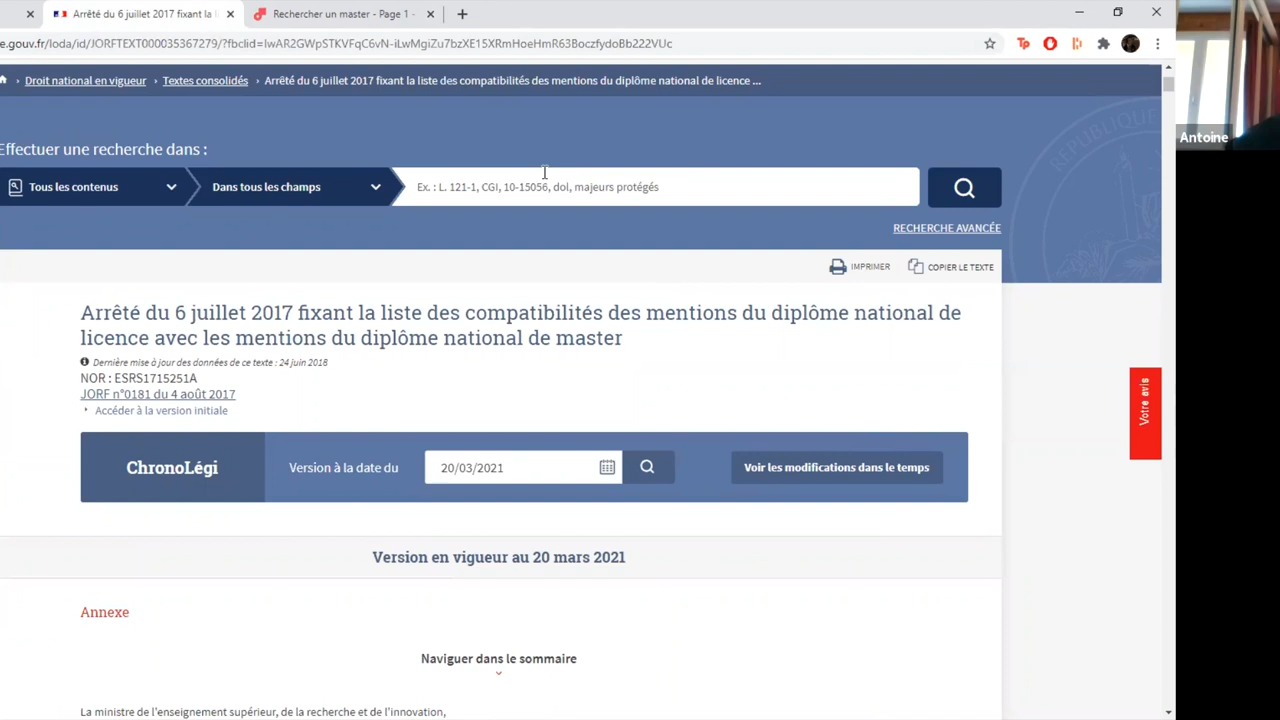 Arrêté du 6 juillet 2017 fixant la l
Rechercher un master - Page 1 -
e.gouv.fr/loda/id/JORFTEXT000035367279/?fbclid=IwAR2GWpSTKVFqC6vN-iLwMgiZu7bzXE15XRmHoeHmR63BoczfydoBb222VUc
Tp
Droit national en vigueur > Textes consolidés > Arrêté du 6 juillet 2017 fixant la liste des compatibilités des mentions du diplôme national de licence ...
Antoine
Effectuer une recherche dans :
Tous les contenus
Dans tous les champs
Ex. : L. 121-1, CGI, 10-15056, dol, majeurs protégés
RECHERCHE AVANCÉE
IMPRIMER
COPIER LE TEXTE
Arrêté du 6 juillet 2017 fixant la liste des compatibilités des mentions du diplôme national de
licence avec les mentions du diplôme national de master
Dernière mise à jour des données de ce texte : 24 juin 2018
NOR : ESRS1715251A
JORF n°0181 du 4 août 2017
Accéder à la version initiale
Votre avis
ChronoLégi
Version à la date du
20/03/2021
Voir les modifications dans le temps
Version en vigueur au 20 mars 2021
Annexe
Naviguer dans le sommaire
La ministre de l'enseignement supérieur, de la recherche et de l'innovation,